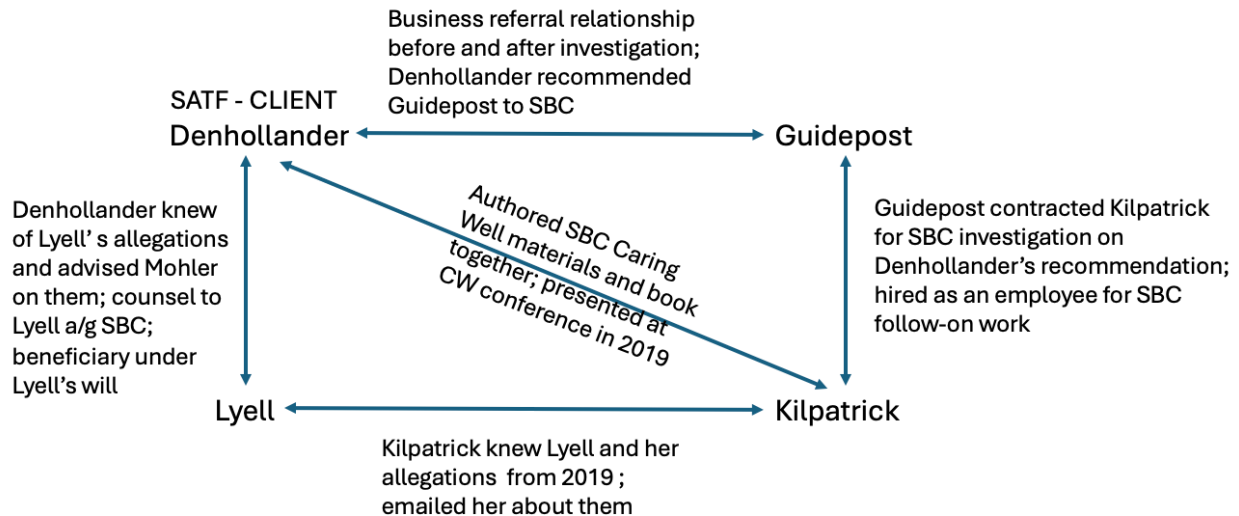 Business referral relationship
before and after investigation;
Denhollander recommended
Guidepost to SBC
SATF - CLIENT
Denhollander
Guidepost
Denhollander knew
of Lyell’ s allegations
and advised Mohler
on them; counsel to
Lyell a/g SBC;
beneficiary under
Lyell’s will
Authored SBC Caring
Well materials and book
together; presented at
CW conference in 2019
Guidepost contracted Kilpatrick
for SBC investigation on
Denhollander’s recommendation;
hired as an employee for SBC
follow-on work
Lyell
Kilpatrick
Kilpatrick knew Lyell and her
allegations from 2019 ;
emailed her about them